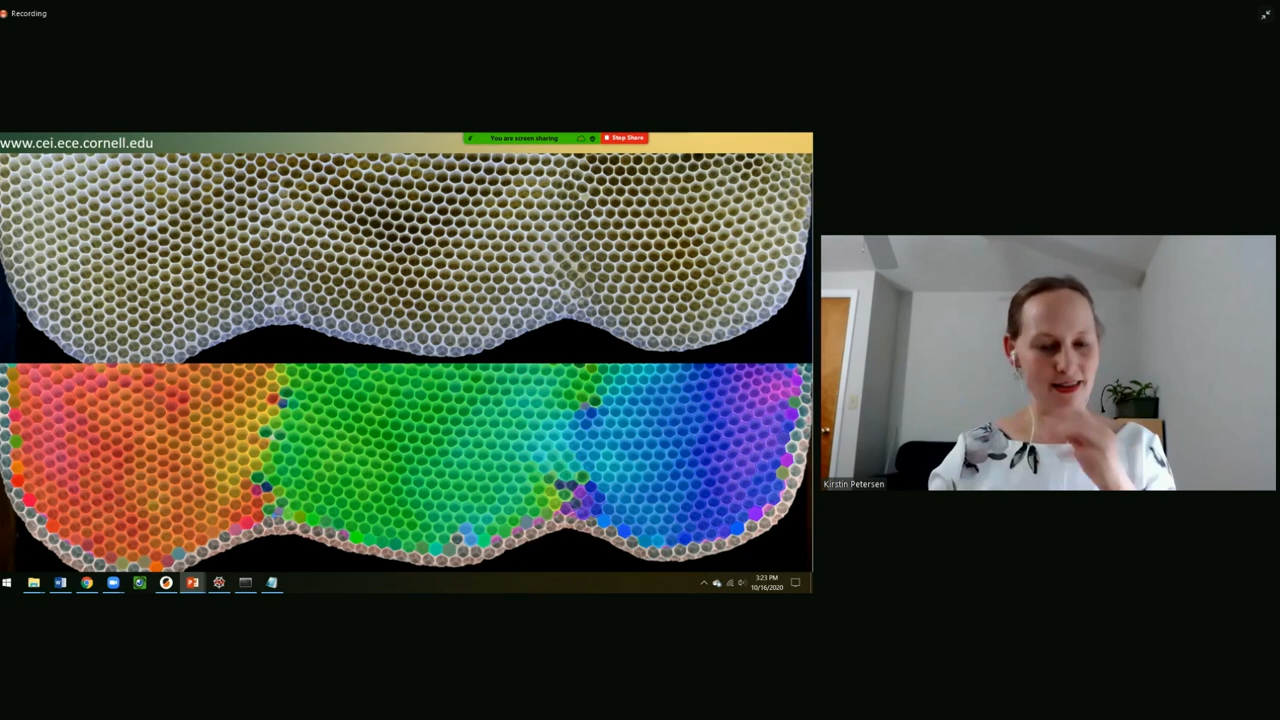 Recording
www.cei.ece.cornell.edu
You are screen sharing
Stop Share
Kirstin Petersen
3:23 PM
10/16/2020